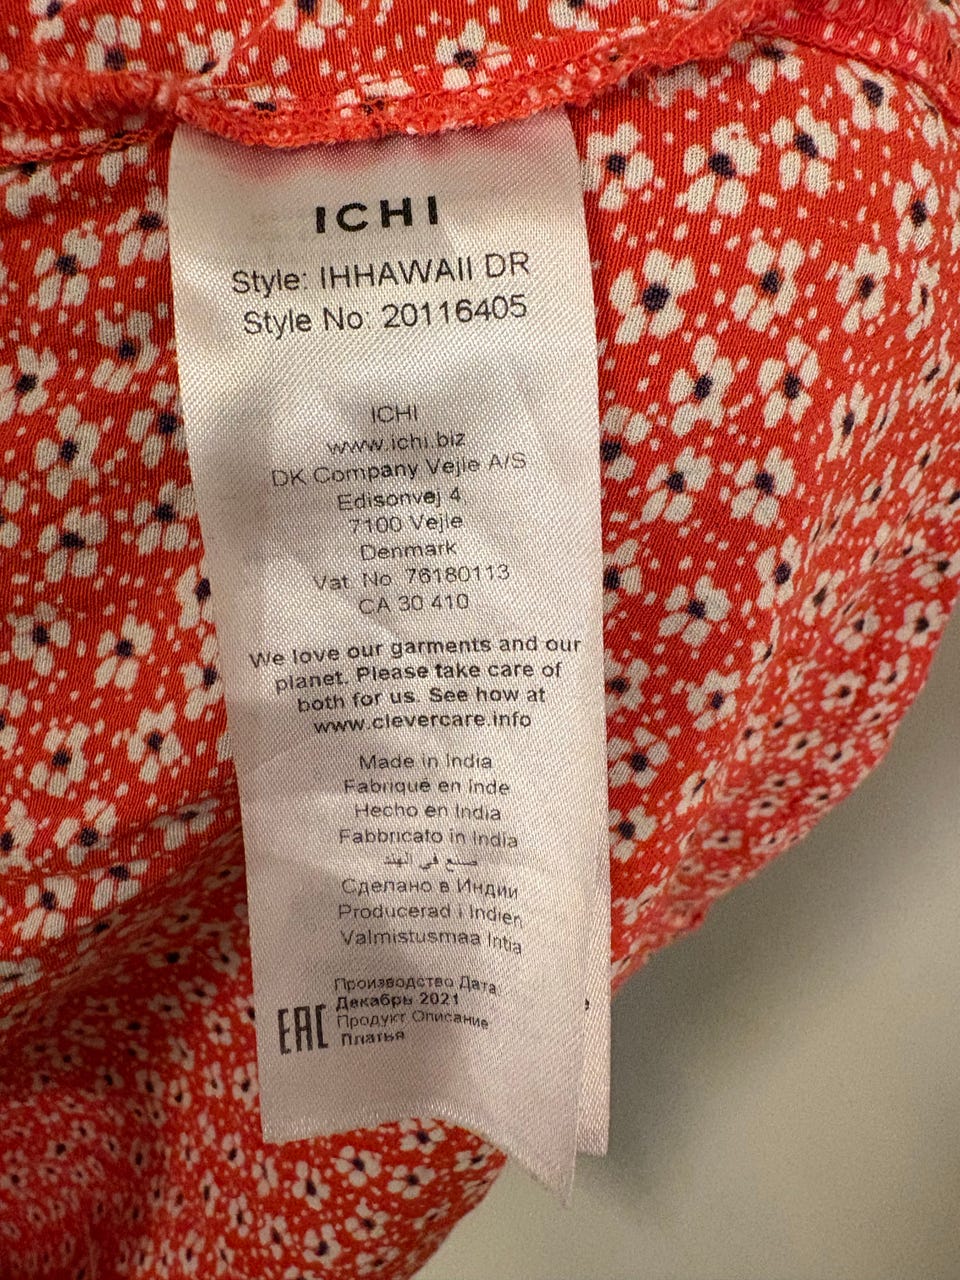 ICHI
Style: IHHAWAII DR
Style No: 20116405
ICHI
www.ichi.biz
DK Company Vejle A/S
Edisonvej 4
7100 Vejle
Denmark
Vat. No 76180113
CA 30 410
We love our garments and our
planet. Please take care of
both for us. See how at
www.clevercare.info
Made in India
Fabriqué en Inde
Hecho en India
Fabbricato in India
صنع في الهند
Сделано в Индии
Producerad i Indien
Valmistusmaa Intia
Производство Дата
Декабрь 2021
Продукт Описание
Платья
EAC